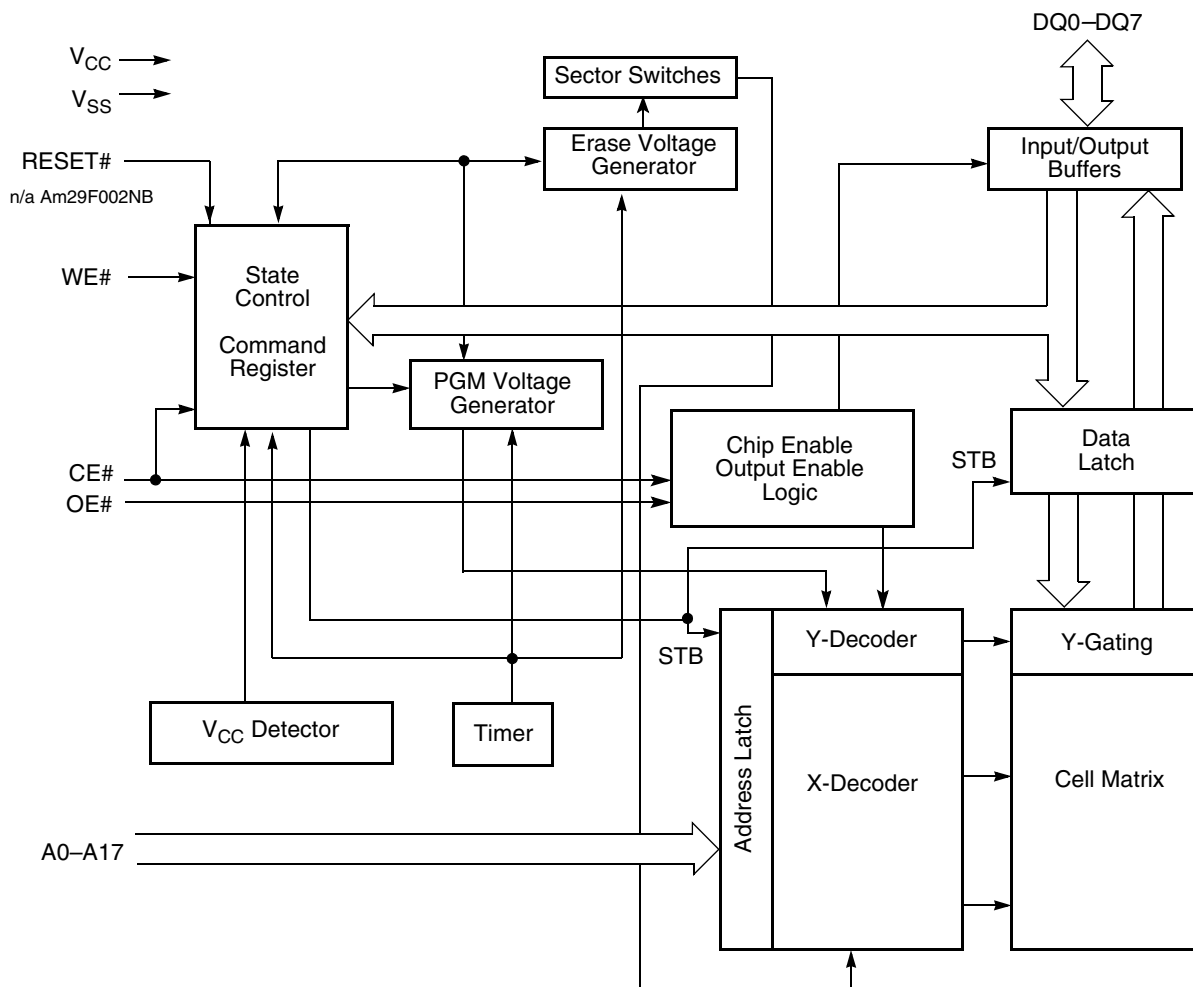 DQ0–DQ7
VCC
Sector Switches
VSS
RESET#
Erase Voltage
Generator
Input/Output
Buffers
n/a Am29F002NB
WE#
State
Control
Command
Register
PGM Voltage
Generator
Chip Enable
Output Enable
Logic
Data
Latch
STB
CE#
OE#
STB
Y-Decoder
Y-Gating
VCC Detector
Timer
Address Latch
X-Decoder
Cell Matrix
A0–A17